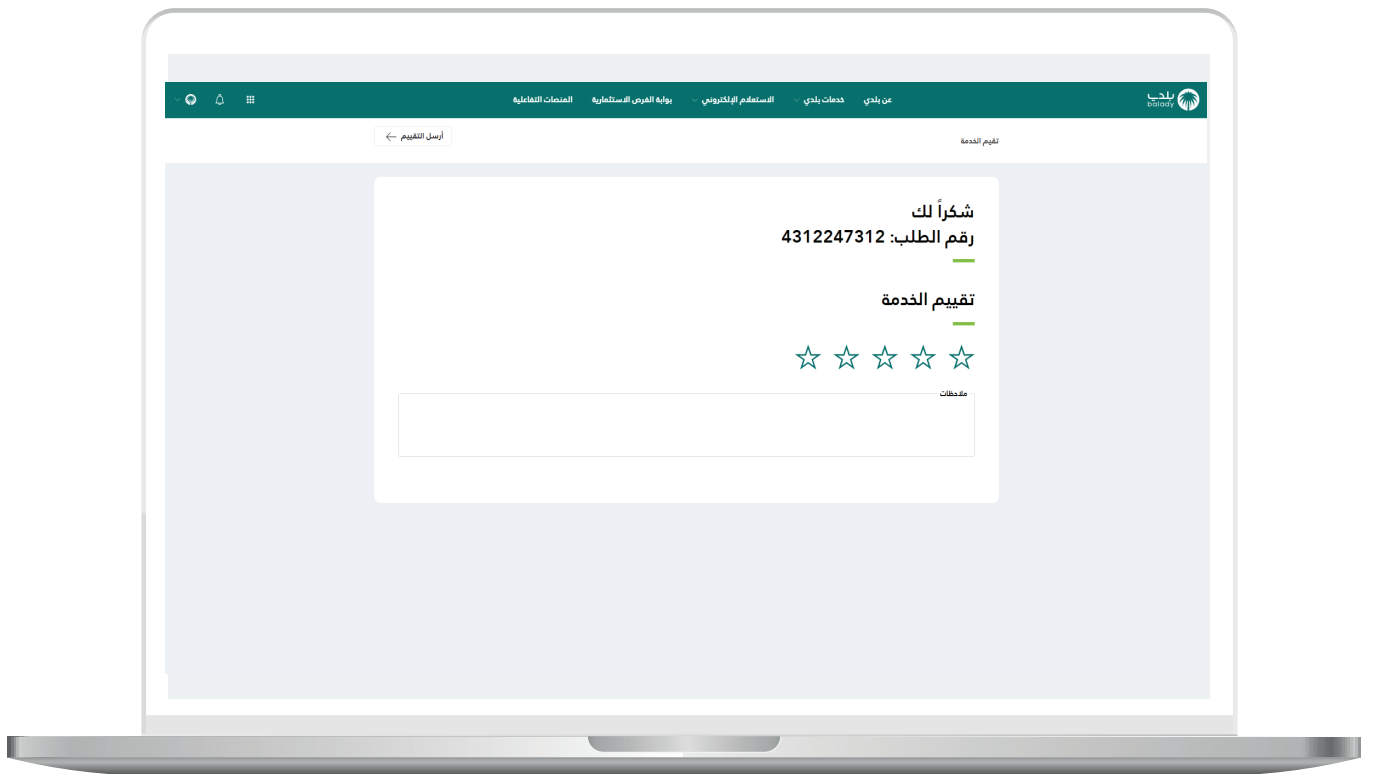 بلدي
balady
عن بلدي
خدمات بلدي
الاستعلام الإلكتروني
بوابة الفرص الاستثمارية
المنصات التفاعلية
تقيم الخدمة
أرسل التقييم
شكراً لك
رقم الطلب: 4312247312
تقييم الخدمة
ملاحظات